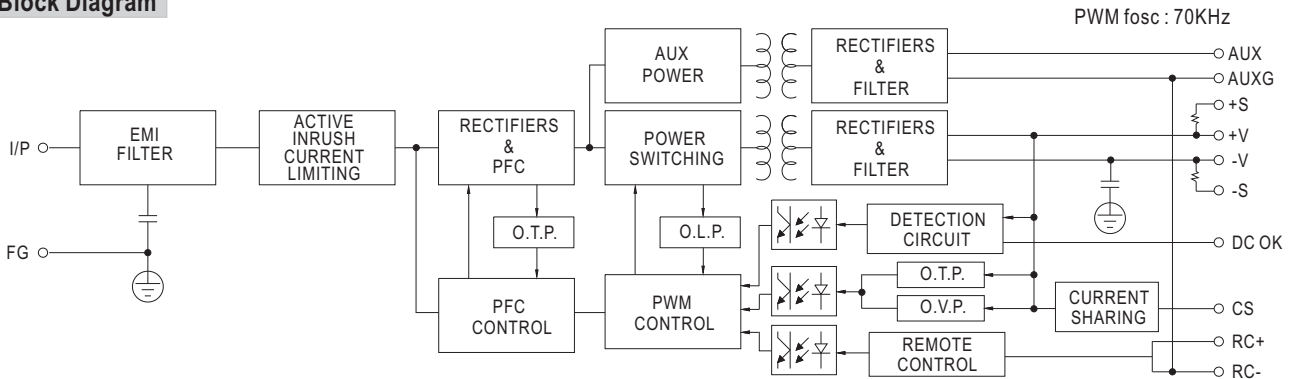 Block Diagram
PWM fosc : 70KHz
I/P
FG
EMI
FILTER
ACTIVE
INRUSH
CURRENT
LIMITING
RECTIFIERS
&
PFC
O.T.P.
PFC
CONTROL
AUX
POWER
POWER
SWITCHING
O.L.P.
PWM
CONTROL
RECTIFIERS
&
FILTER
RECTIFIERS
&
FILTER
DETECTION
CIRCUIT
O.T.P.
O.V.P.
REMOTE
CONTROL
CURRENT
SHARING
AUX
AUXG
+S
+V
-V
-S
DC OK
CS
RC+
RC-